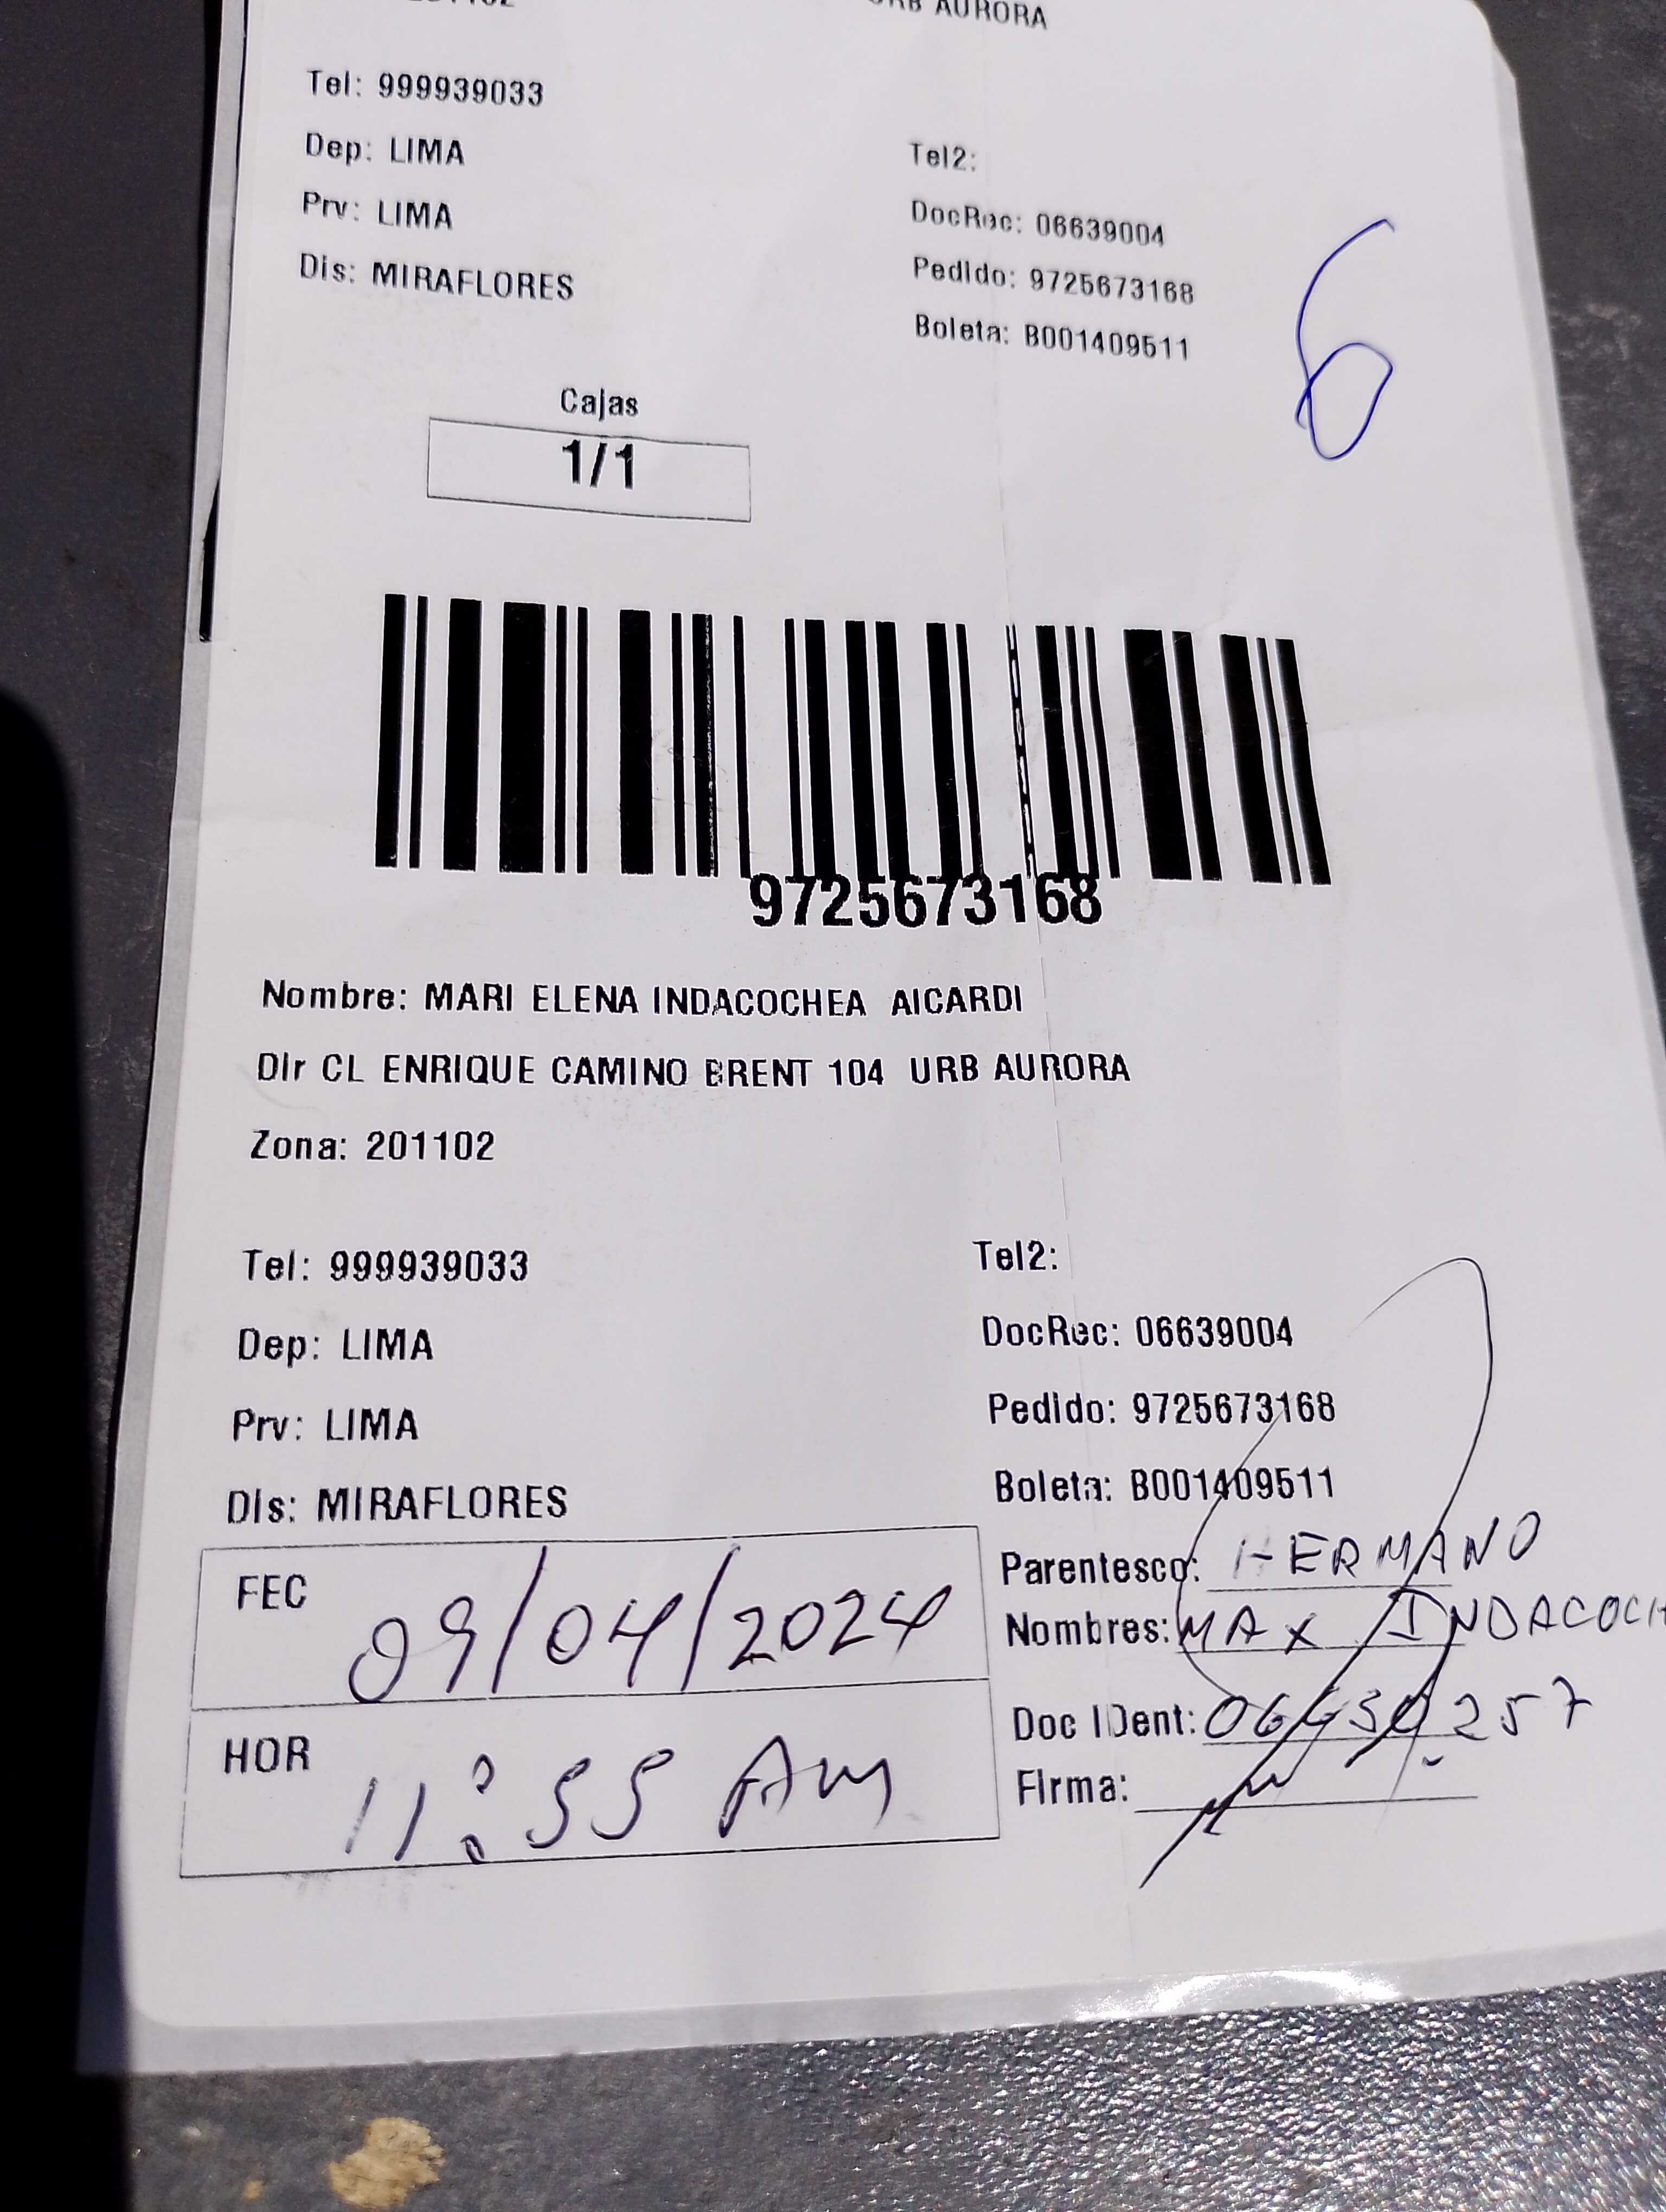 URB AURORA
Tel: 999939033
Dep: LIMA
Tel2:
Prv: LIMA
DocRec: 06639004
Dis: MIRAFLORES
Pedido: 9725673168
Boleta: B001409511
6
Cajas
1/1
9725673168
Nombre: MARI ELENA INDACOCHEA AICARDI
Dir CL ENRIQUE CAMINO BRENT 104 URB AURORA
Zona: 201102
Tel: 999939033
Tel2:
Dep: LIMA
DocRec: 06639004
Prv: LIMA
Pedido: 9725673168
Dis: MIRAFLORES
Boleta: B001409511
FEC 09/04/2024
Parentesco: HERMANO
Nombres: MAX INDACOCH
HOR 11:55 AM
Doc IDent:
Firma: